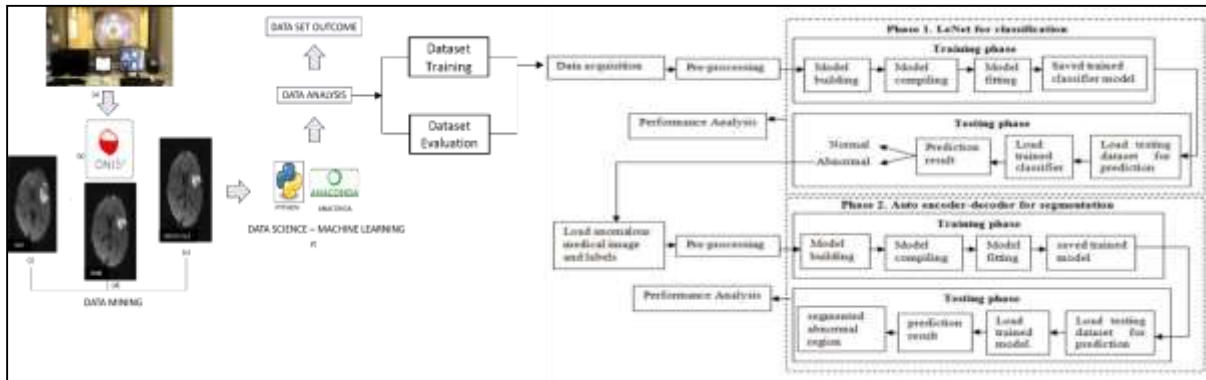 DATA SET OUTCOME
DATA ANALYSIS
PYTHON
ANACONDA
ANACONDA
DATA SCIENCE – MACHINE LEARNING
DATA MINING
Dataset
Training
Dataset
Evaluation
Data acquisition
Pre-processing
Phase 1. LeNet for classification
Training phase
Model
building
Model
compiling
Model
fitting
Saved trained
classifier model
Performance Analysis
Testing phase
Normal
Abnormal
Prediction
result
Load
trained
classifier
Load testing
dataset for
prediction
Phase 2. Auto encoder-decoder for segmentation
Load anomalous
medical image
and labels
Pre-processing
Training phase
Model
building
Model
compiling
Model
fitting
saved trained
model
Performance Analysis
Testing phase
segmented
abnormal
region
prediction
result
Load
trained
model.
Load testing
dataset for
prediction